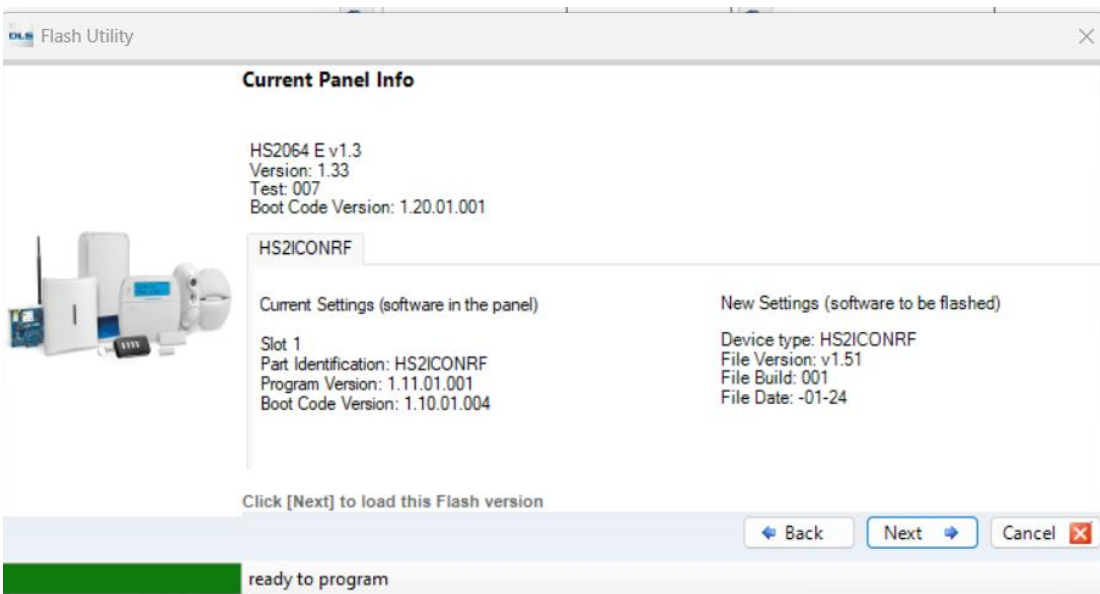 DLS Flash Utility
Current Panel Info
HS2064 E v1.3
Version: 1.33
Test: 007
Boot Code Version: 1.20.01.001
HS2ICONRF
Current Settings (software in the panel)
Slot 1
Part Identification: HS2ICONRF
Program Version: 1.11.01.001
Boot Code Version: 1.10.01.004
New Settings (software to be flashed)
Device type: HS2ICONRF
File Version: v1.51
File Build: 001
File Date: -01-24
Click [Next] to load this Flash version
Back
Next
Cancel
ready to program